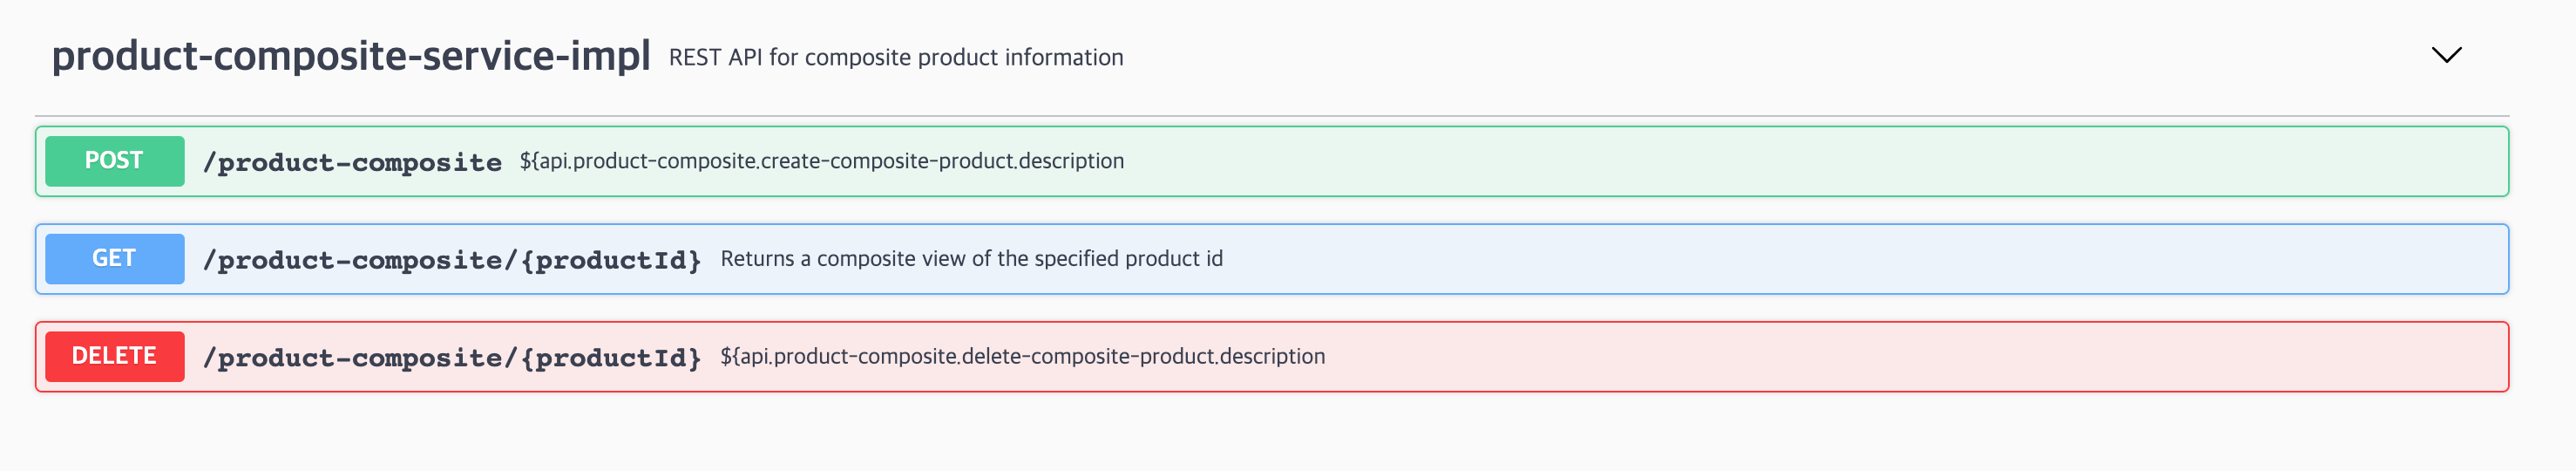 product-composite-service-impl REST API for composite product information
POST /product-composite ${api.product-composite.create-composite-product.description
GET /product-composite/{productId} Returns a composite view of the specified product id
DELETE /product-composite/{productId} ${api.product-composite.delete-composite-product.description